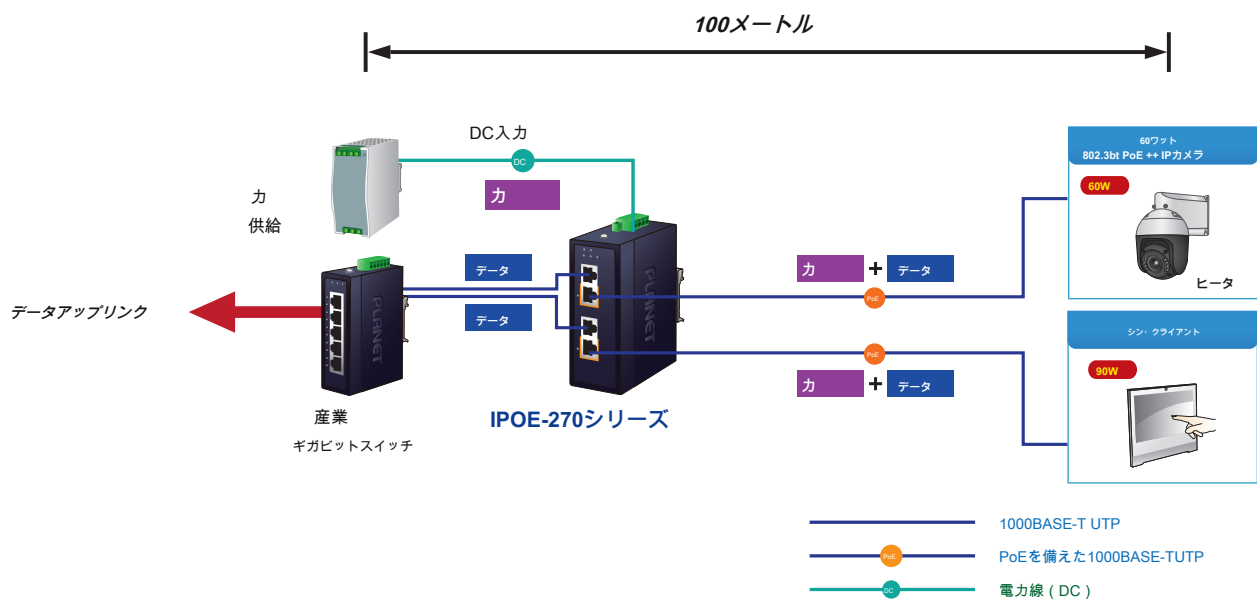 100メートル
DC入力
DC
力
力
供給
60ワット
802.3bt PoE ++ IPカメラ
60W
ヒータ
データ
データ
PLANET
PLANET
力 + データ
PoE
データアップリンク
PoE
力 + データ
シン・クライアント
90W
産業
ギガビットスイッチ
IPOE-270シリーズ
1000BASE-T UTP
PoE
PoEを備えた1000BASE-TUTP
DC
電力線 ( DC )